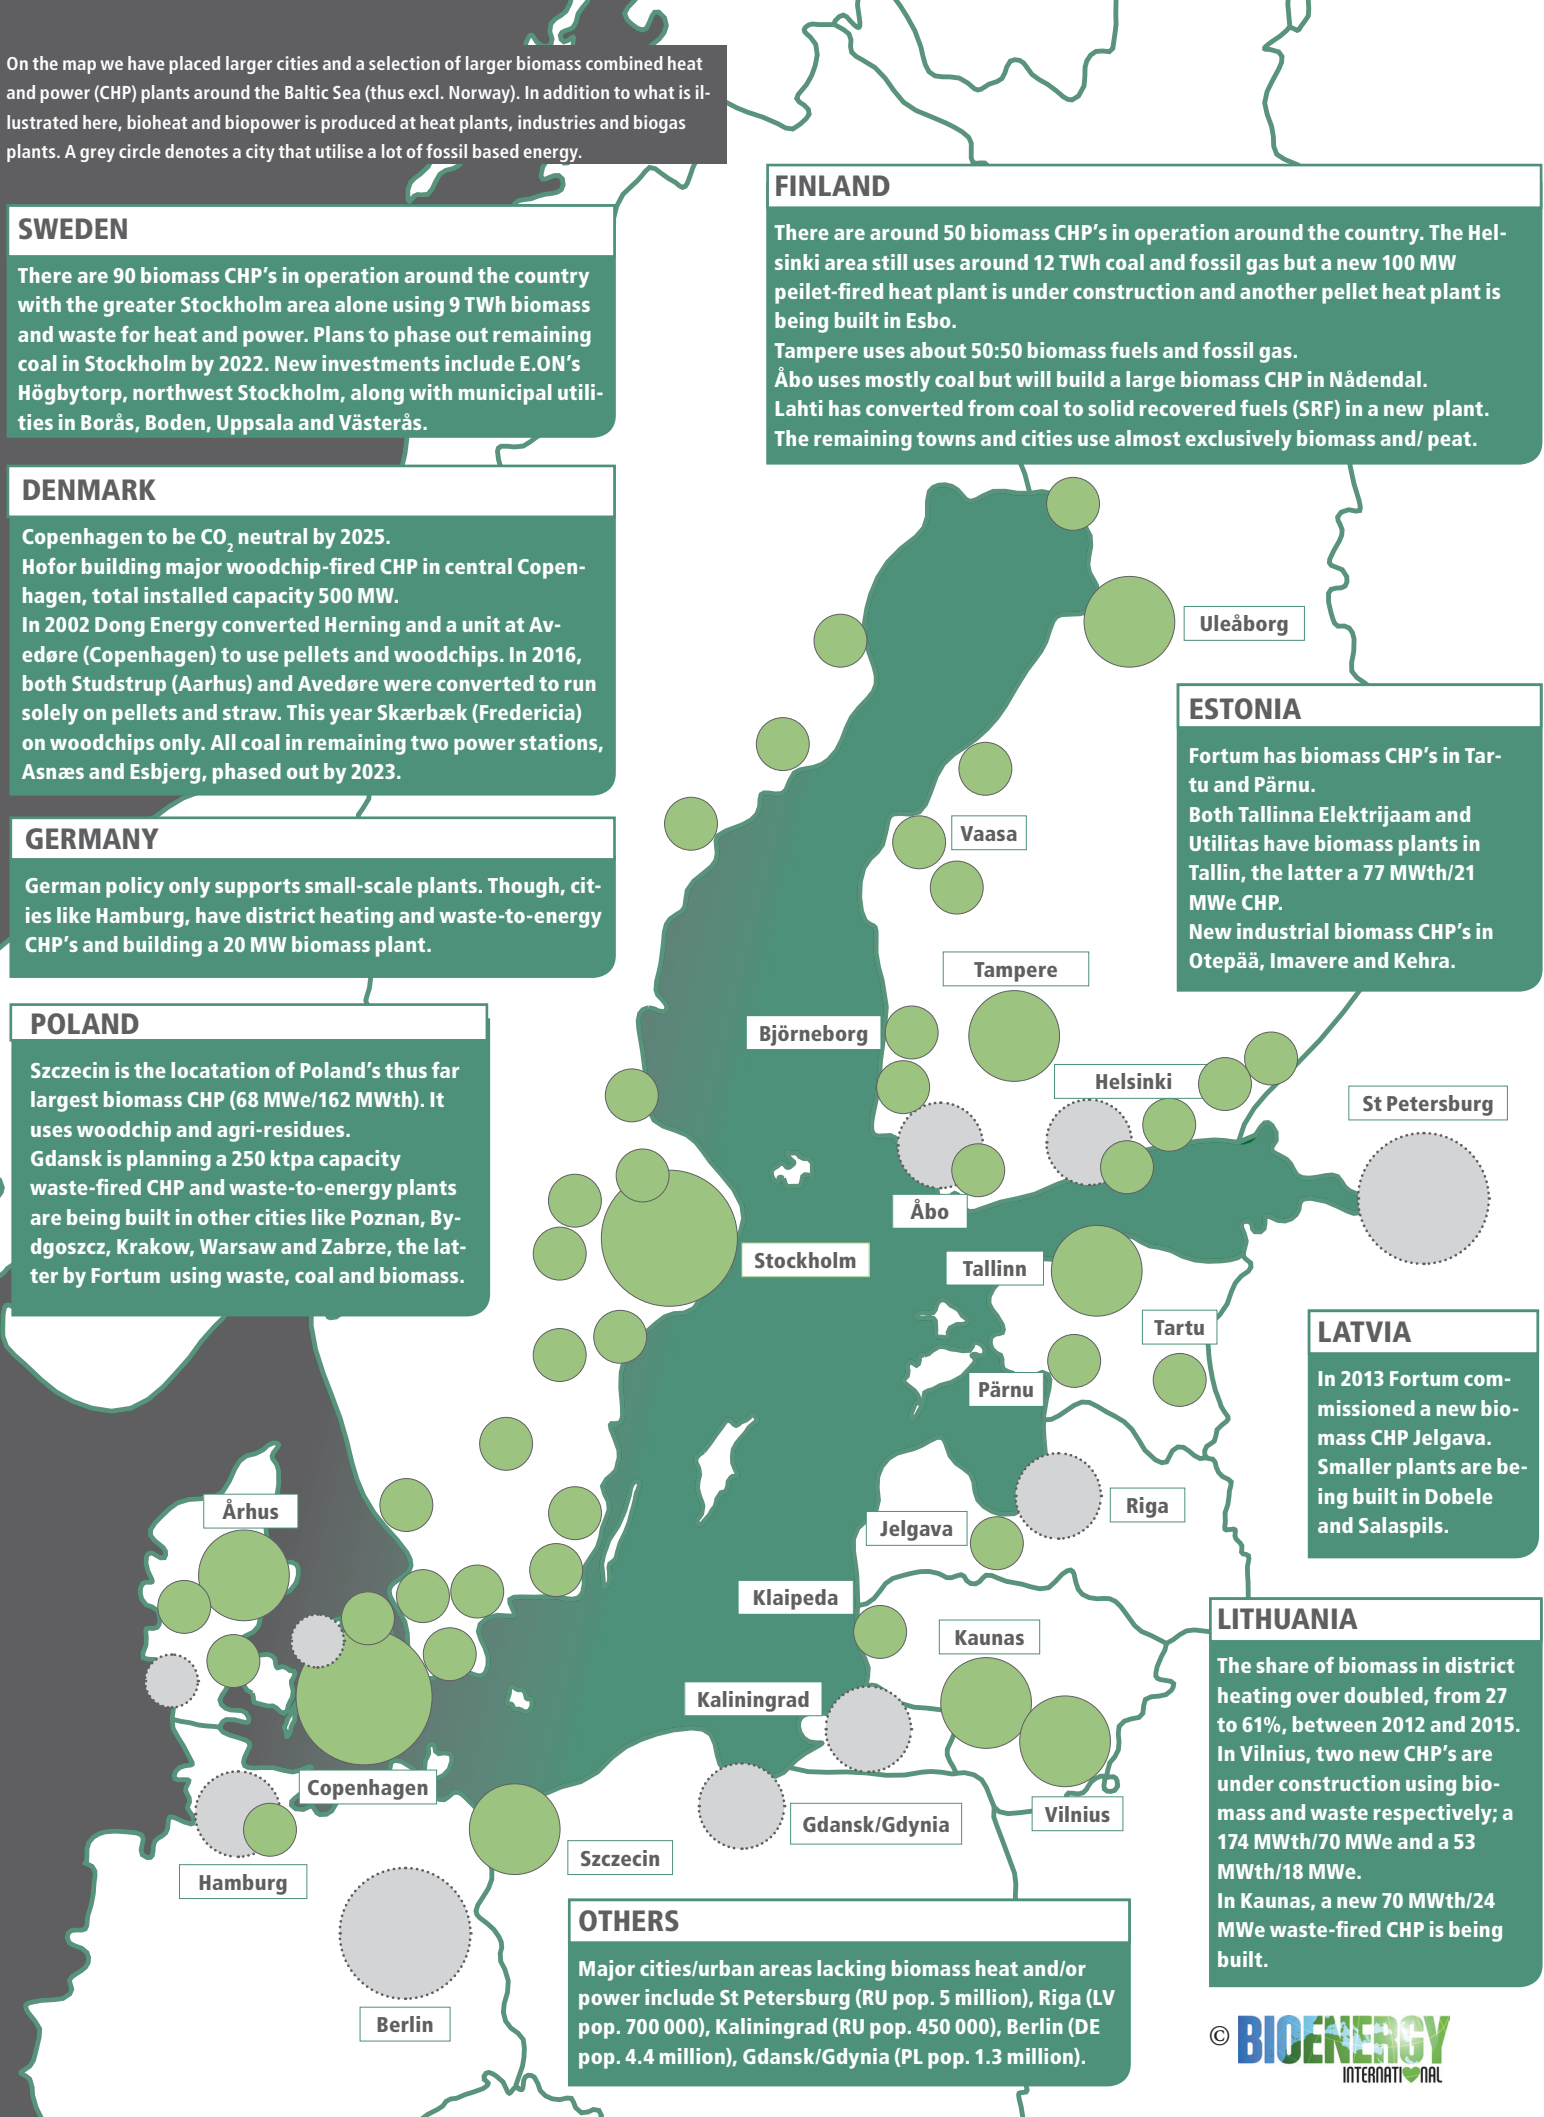 On the map we have placed larger cities and a selection of larger biomass combined heat
and power (CHP) plants around the Baltic Sea (thus excl. Norway). In addition to what is il-
lustrated here, bioheat and biopower is produced at heat plants, industries and biogas
plants. A grey circle denotes a city that utilise a lot of fossil based energy.
SWEDEN
There are 90 biomass CHP's in operation around the country
with the greater Stockholm area alone using 9 TWh biomass
and waste for heat and power. Plans to phase out remaining
coal in Stockholm by 2022. New investments include E.ON's
Högbytorp, northwest Stockholm, along with municipal utili-
ties in Borås, Boden, Uppsala and Västerås.
FINLAND
There are around 50 biomass CHP's in operation around the country. The Hel-
sinki area still uses around 12 TWh coal and fossil gas but a new 100 MW
peilet-fired heat plant is under construction and another pellet heat plant is
being built in Esbo.
Tampere uses about 50:50 biomass fuels and fossil gas.
Åbo uses mostly coal but will build a large biomass CHP in Nådendal.
Lahti has converted from coal to solid recovered fuels (SRF) in a new plant.
The remaining towns and cities use almost exclusively biomass and/ peat.
DENMARK
Copenhagen to be CO2 neutral by 2025.
Hofor building major woodchip-fired CHP in central Copen-
hagen, total installed capacity 500 MW.
In 2002 Dong Energy converted Herning and a unit at Av-
edøre (Copenhagen) to use pellets and woodchips. In 2016,
both Studstrup (Aarhus) and Avedøre were converted to run
solely on pellets and straw. This year Skærbæk (Fredericia)
on woodchips only. All coal in remaining two power stations,
Asnæs and Esbjerg, phased out by 2023.
GERMANY
German policy only supports small-scale plants. Though, cit-
ies like Hamburg, have district heating and waste-to-energy
CHP's and building a 20 MW biomass plant.
POLAND
Szczecin is the locatation of Poland's thus far
largest biomass CHP (68 MWe/162 MWth). It
uses woodchip and agri-residues.
Gdansk is planning a 250 ktpa capacity
waste-fired CHP and waste-to-energy plants
are being built in other cities like Poznan, By-
dgoszcz, Krakow, Warsaw and Zabrze, the lat-
ter by Fortum using waste, coal and biomass.
ESTONIA
Fortum has biomass CHP's in Tar-
tu and Pärnu.
Both Tallinna Elektrijaam and
Utilitas have biomass plants in
Tallin, the latter a 77 MWth/21
MWe CHP.
New industrial biomass CHP's in
Otepää, Imavere and Kehra.
LATVIA
In 2013 Fortum com-
missioned a new bio-
mass CHP Jelgava.
Smaller plants are be-
ing built in Dobele
and Salaspils.
LITHUANIA
The share of biomass in district
heating over doubled, from 27
to 61%, between 2012 and 2015.
In Vilnius, two new CHP's are
under construction using bio-
mass and waste respectively; a
174 MWth/70 MWe and a 53
MWth/18 MWe.
In Kaunas, a new 70 MWth/24
MWe waste-fired CHP is being
built.
OTHERS
Major cities/urban areas lacking biomass heat and/or
power include St Petersburg (RU pop. 5 million), Riga (LV
pop. 700 000), Kaliningrad (RU pop. 450 000), Berlin (DE
pop. 4.4 million), Gdansk/Gdynia (PL pop. 1.3 million).
Uleåborg
Vaasa
Tampere
Björneborg
Helsinki
St Petersburg
Åbo
Stockholm
Tallinn
Tartu
Pärnu
Århus
Riga
Jelgava
Klaipeda
Kaunas
Kaliningrad
Copenhagen
Gdansk/Gdynia
Vilnius
Szczecin
Hamburg
Berlin
© BIOENERGY
INTERNATIONAL